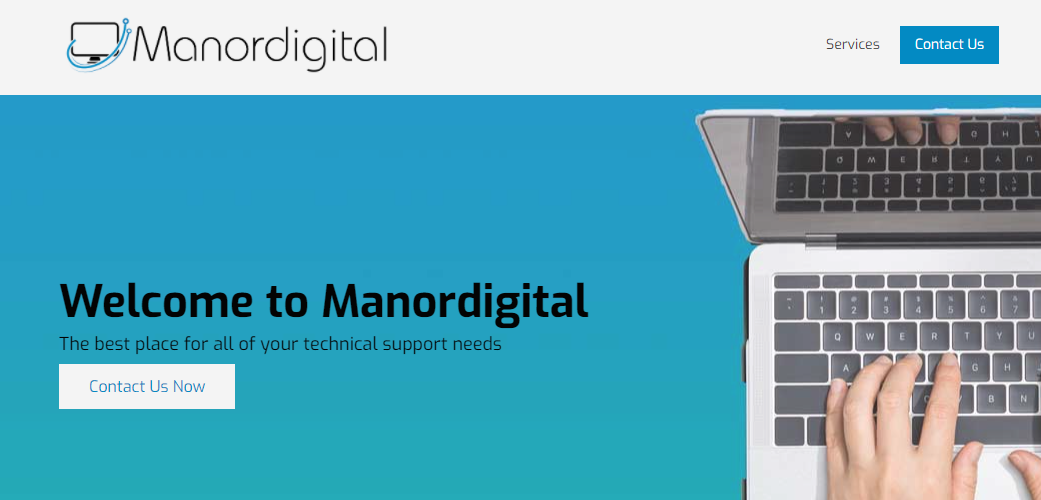 Manordigital
Services
Contact Us
Welcome to Manordigital
The best place for all of your technical support needs
Contact Us Now
Q W E R T Y U
A G H
V B N